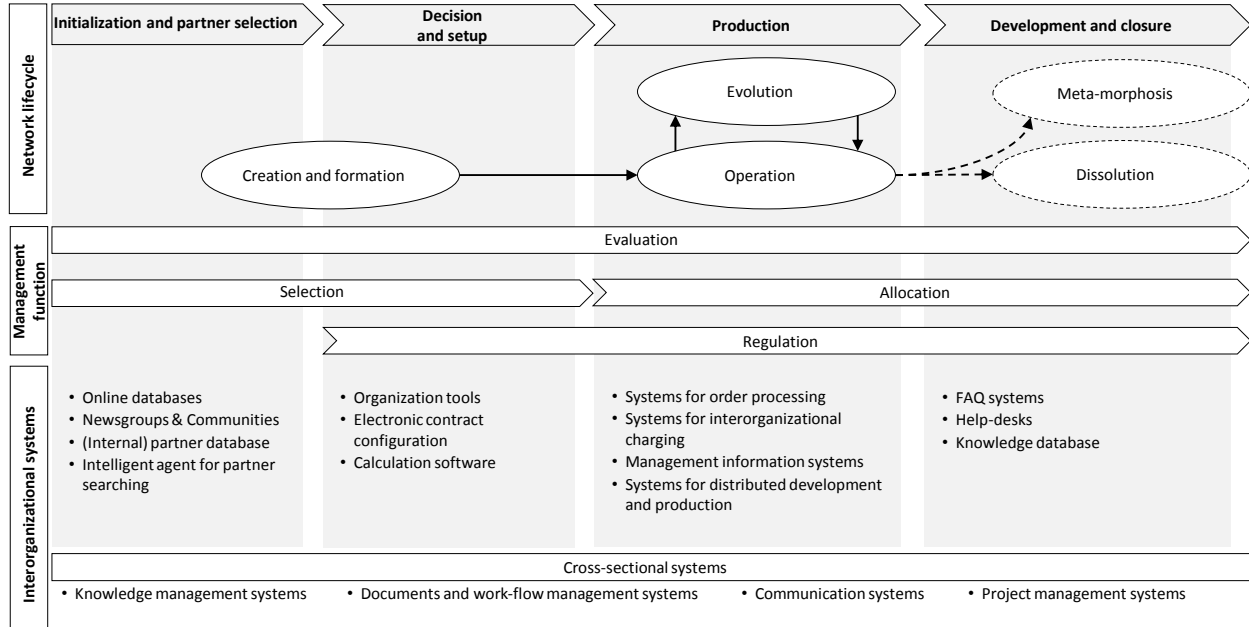 Initialization and partner selection
Decision
and setup
Production
Development and closure
Network lifecycle
Evolution
Meta-morphosis
Creation and formation
Operation
Dissolution
Management
function
Evaluation
Selection
Allocation
Regulation
Interorganizational systems
• Online databases
• Newsgroups & Communities
• (Internal) partner database
• Intelligent agent for partner
searching
• Organization tools
• Electronic contract
configuration
• Calculation software
• Systems for order processing
• Systems for interorganizational
charging
• Management information systems
• Systems for distributed development
and production
• FAQ systems
• Help-desks
• Knowledge database
Cross-sectional systems
• Knowledge management systems
• Documents and work-flow management systems
• Communication systems
• Project management systems